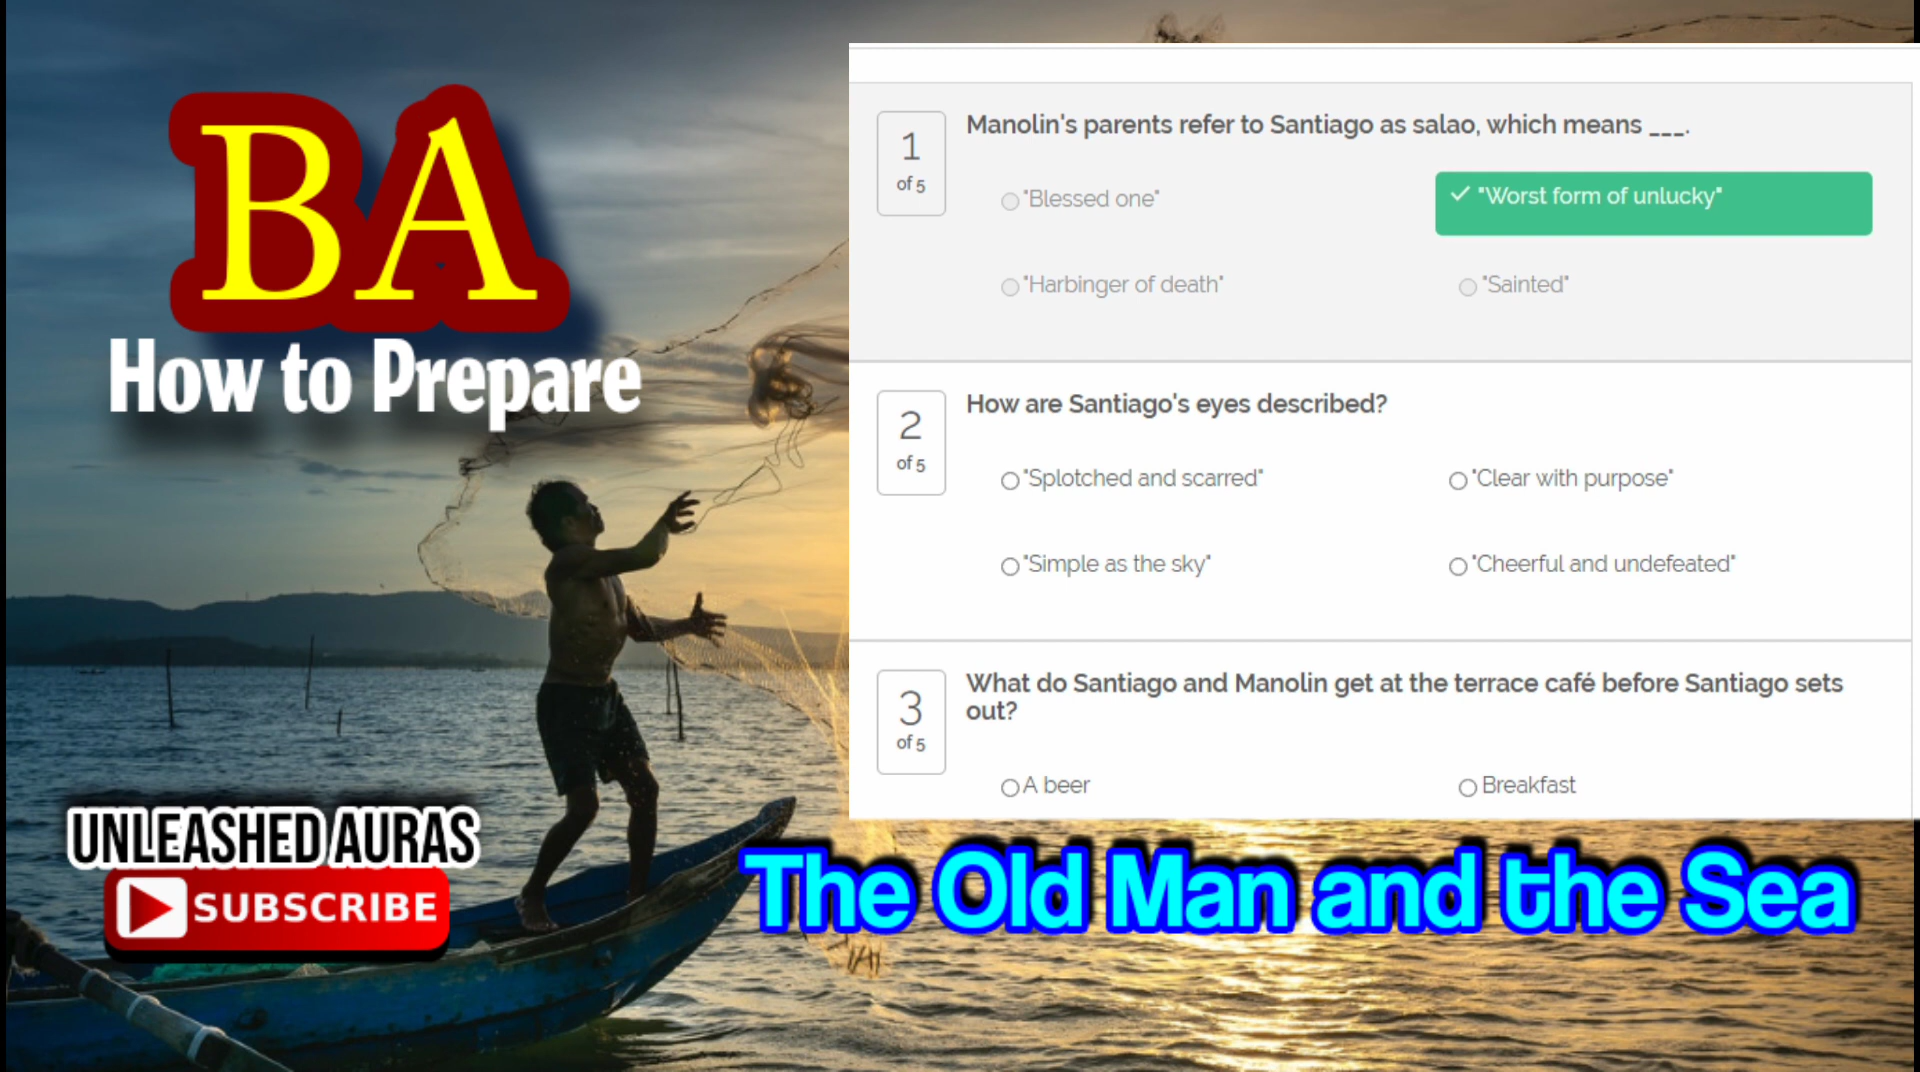 BA
How to Prepare
UNLEASHED AURAS
SUBSCRIBE
1
of 5
Manolin's parents refer to Santiago as salao, which means ___.
"Blessed one"
"Worst form of unlucky"
"Harbinger of death"
"Sainted"
2
of 5
How are Santiago's eyes described?
"Splotched and scarred"
"Clear with purpose"
"Simple as the sky"
"Cheerful and undefeated"
3
of 5
What do Santiago and Manolin get at the terrace café before Santiago sets
out?
A beer
Breakfast
The Old Man and the Sea